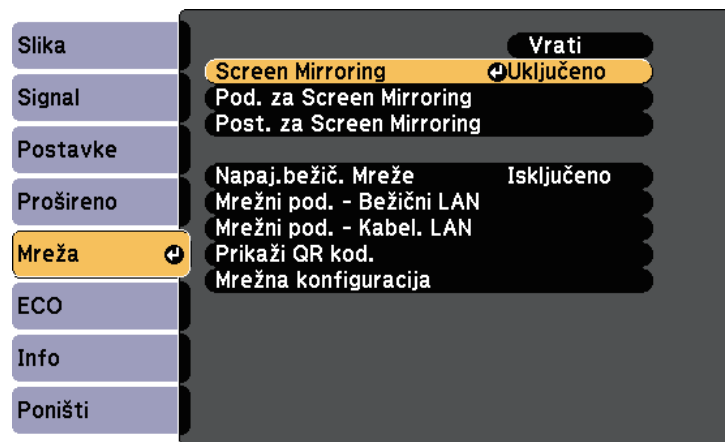 Slika
Signal
Postavke
Prošireno
Mreža
ECO
Info
Poništi
Vrati
Screen Mirroring Uključeno
Pod. za Screen Mirroring
Post. za Screen Mirroring
Napaj.bežič. Mreže Isključeno
Mrežni pod. - Bežični LAN
Mrežni pod. - Kabel. LAN
Prikaži QR kod.
Mrežna konfiguracija